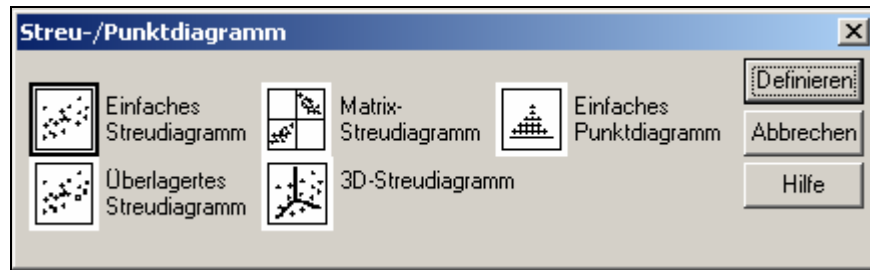 Streu-/Punktdiagramm
Einfaches
Streudiagramm
Matrix-
Streudiagramm
Einfaches
Punktdiagramm
Definieren
Abbrechen
Überlagertes
Streudiagramm
3D-Streudiagramm
Hilfe